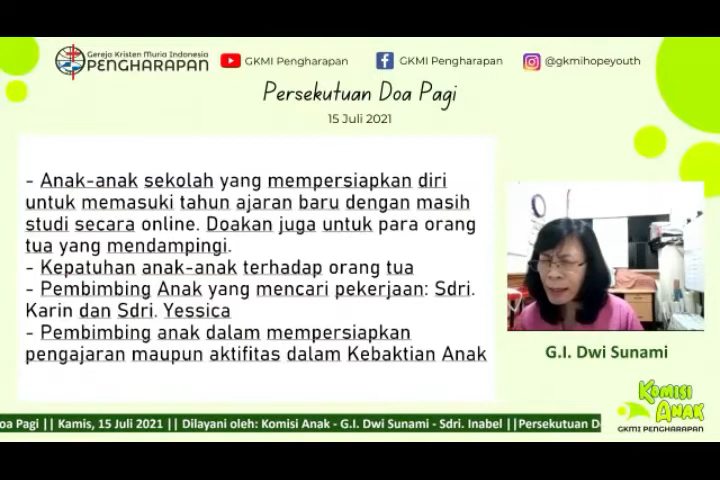 Gereja Kristen Muria Indonesia
PENGHARAPAN
GKMI Pengharapan
GKMI Pengharapan
@gkmihopeyouth
Persekutuan Doa Pagi
15 Juli 2021
- Anak-anak sekolah yang mempersiapkan diri
untuk memasuki tahun ajaran baru dengan masih
studi secara online. Doakan juga untuk para orang
tua yang mendampingi.
- Kepatuhan anak-anak terhadap orang tua
- Pembimbing Anak yang mencari pekerjaan: Sdri.
Karin dan Sdri. Yessica
- Pembimbing anak dalam mempersiapkan
pengajaran maupun aktifitas dalam Kebaktian Anak
G.I. Dwi Sunami
KOMISI
ANAK
GKMI PENGHARAPAN
oa Pagi || Kamis, 15 Juli 2021 || Dilayani oleh: Komisi Anak - G.I. Dwi Sunami - Sdri. Inabel ||Persekutuan D